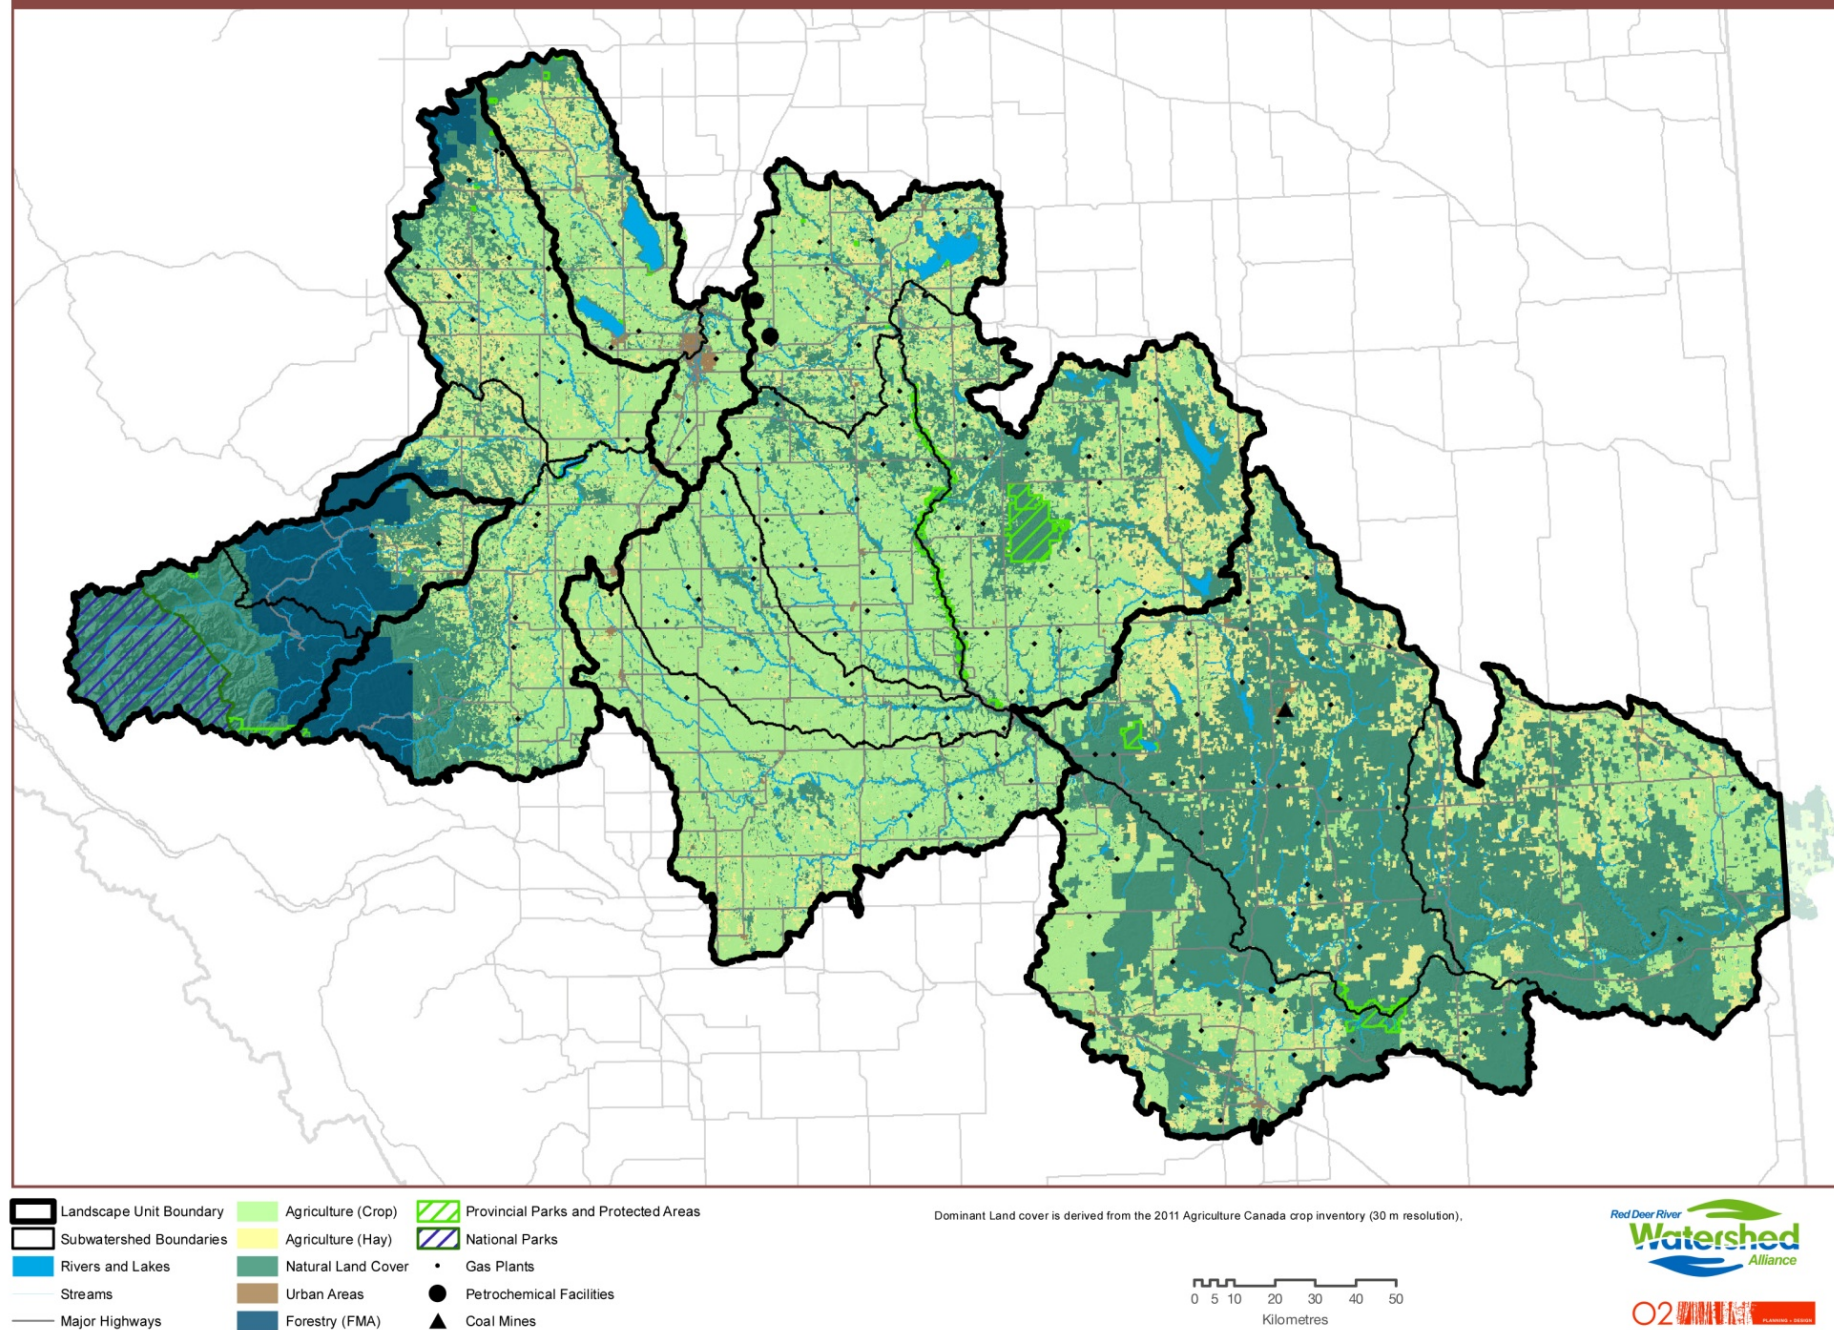 Landscape Unit Boundary
Subwatershed Boundaries
Rivers and Lakes
Streams
Major Highways
Agriculture (Crop)
Agriculture (Hay)
Natural Land Cover
Urban Areas
Forestry (FMA)
Provincial Parks and Protected Areas
National Parks
Gas Plants
Petrochemical Facilities
Coal Mines
Dominant Land cover is derived from the 2011 Agriculture Canada crop inventory (30 m resolution),
0 5 10 20 30 40 50
Kilometres
Red Deer River
Watershed
Alliance
O2
PLANNING + DESIGN